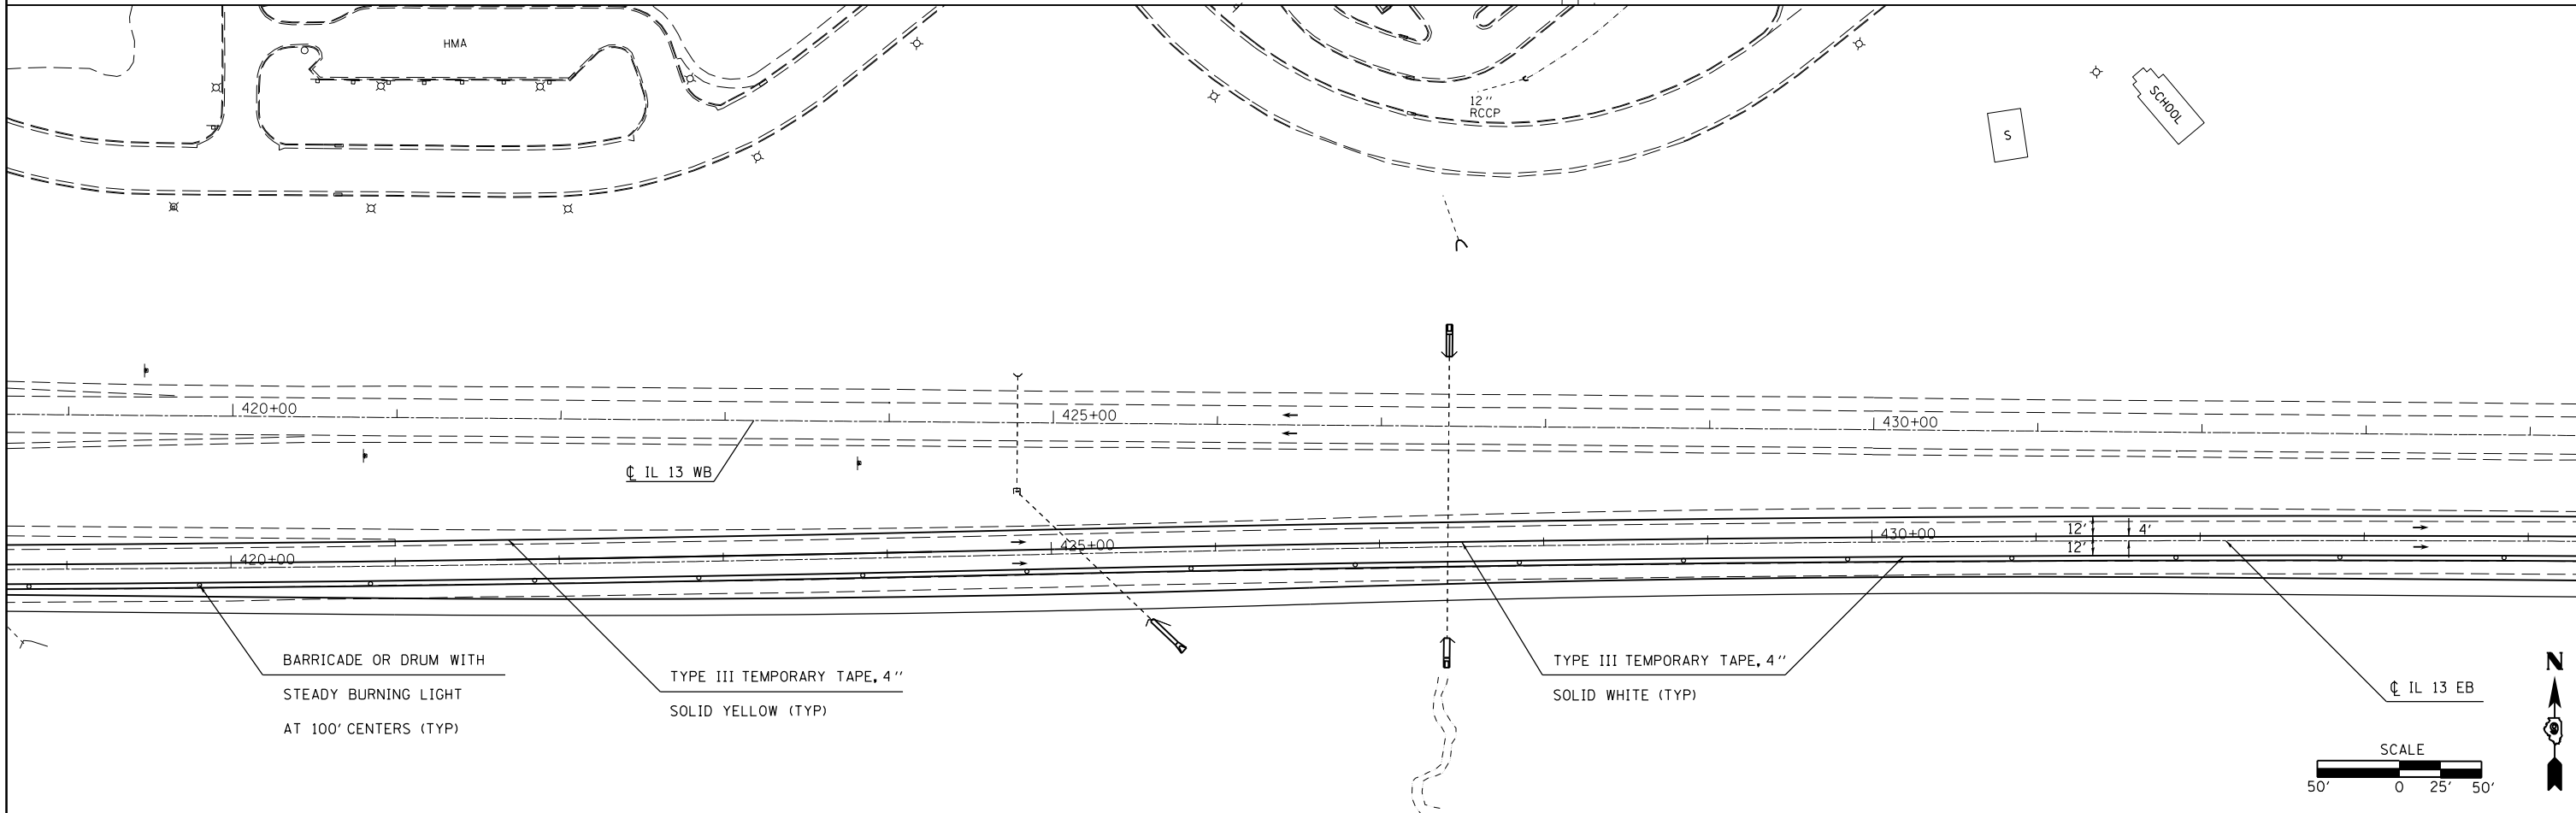 HMA
12"
RCCP
S
SCHOOL
420+00
425+00
430+00
℄ IL 13 WB
420+00
425+00
430+00
12'
4'
12'
BARRICADE OR DRUM WITH
STEADY BURNING LIGHT
AT 100' CENTERS (TYP)
TYPE III TEMPORARY TAPE, 4"
SOLID YELLOW (TYP)
TYPE III TEMPORARY TAPE, 4"
SOLID WHITE (TYP)
℄ IL 13 EB
N
SCALE
50' 0 25' 50'